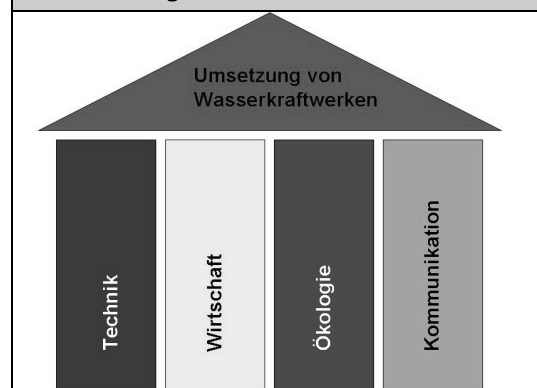 Umsetzung von
Wasserkraftwerken
Technik
Wirtschaft
Ökologie
Kommunikation